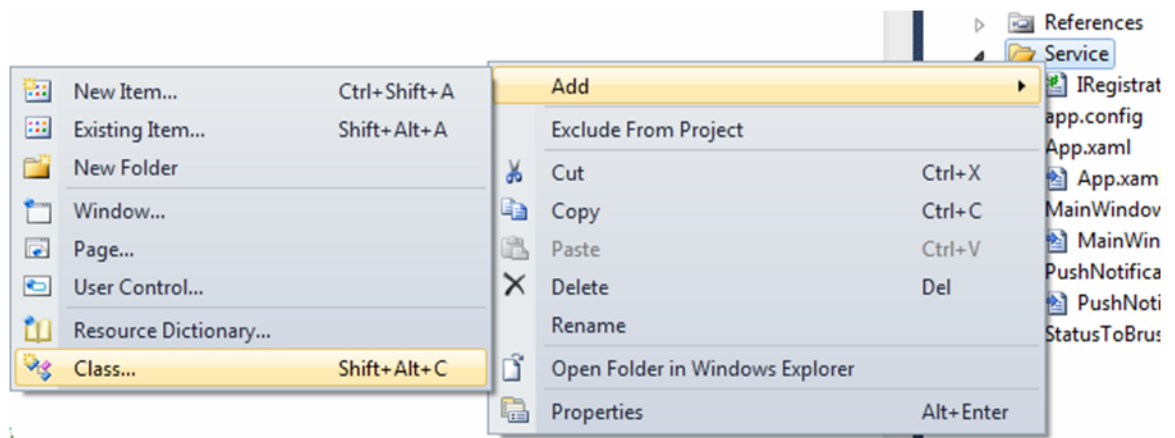 References
Service
IRegistrat
app.config
App.xaml
App.xam
MainWindow
MainWin
PushNotifica
PushNoti
StatusToBrus
Add
Exclude From Project
Cut Ctrl+X
Copy Ctrl+C
Paste Ctrl+V
Delete Del
Rename
Open Folder in Windows Explorer
Properties Alt+Enter
New Item... Ctrl+Shift+A
Existing Item... Shift+Alt+A
New Folder
Window...
Page...
User Control...
Resource Dictionary...
Class... Shift+Alt+C